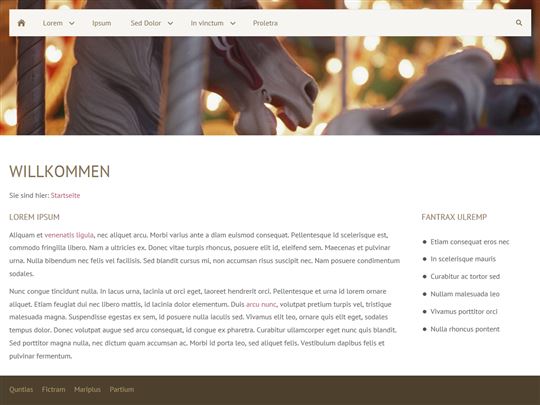 Lorem Ipsum Sed Dolor In vinctum Proletra
WILLKOMMEN
Sie sind hier: Startseite
LOREM IPSUM
Aliquam et venenatis ligula, nec aliquet arcu. Morbi varius ante a diam euismod consequat. Pellentesque id scelerisque est,
commodo fringilla libero. Nam a ultricies ex. Donec vitae turpis rhoncus, posuere elit id, eleifend sem. Maecenas et pulvinar
urna. Nulla bibendum nec felis vel facilisis. Sed blandit cursus mi, non accumsan risus suscipit nec. Nam posuere condimentum
sodales.
Nunc congue tincidunt nulla. In lacus urna, lacinia ut orci eget, laoreet hendrerit orci. Pellentesque et urna id lorem ornare
aliquet. Etiam feugiat dui nec libero mattis, id lacinia dolor elementum. Duis arcu nunc, volutpat pretium turpis vel, tristique
malesuada magna. Suspendisse egestas ex sem, id posuere nulla iaculis sed. Vivamus elit leo, ornare quis elit eget, sodales
tempus dolor. Donec volutpat augue sed arcu consequat, id congue ex pharetra. Curabitur ullamcorper eget nunc quis blandit.
Sed porttitor magna nulla, nec dictum quam accumsan ac. Morbi id porta leo, sed aliquet felis. Vestibulum dapibus felis et
pulvinar fermentum.
FANTRAX ULREMP
Etiam consequat eros nec
In scelerisque mauris
Curabitur ac tortor sed
Nullam malesuada leo
Vivamus porttitor orci
Nulla rhoncus pontent
Quntias Fictram Mariplus Partium